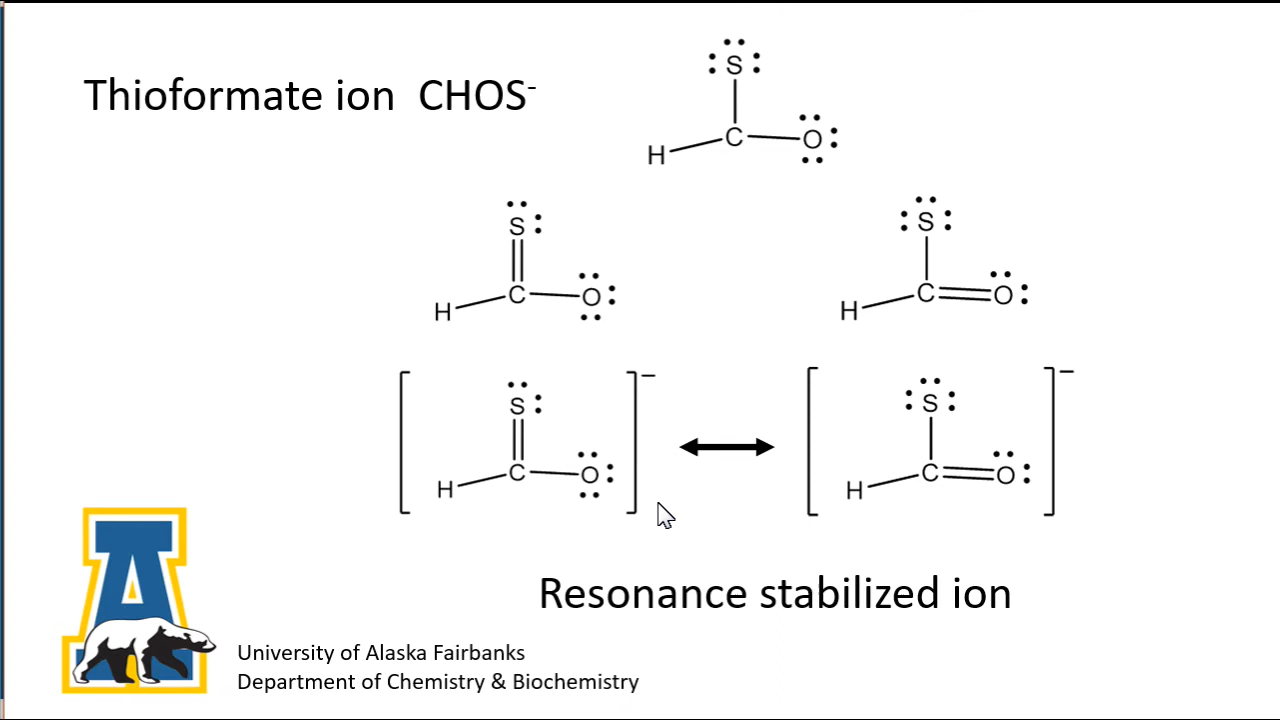 Thioformate ion CHOS⁻
S
H C O
S S
H C O H C O
S − S −
H C O H C O
Resonance stabilized ion
A
University of Alaska Fairbanks
Department of Chemistry & Biochemistry